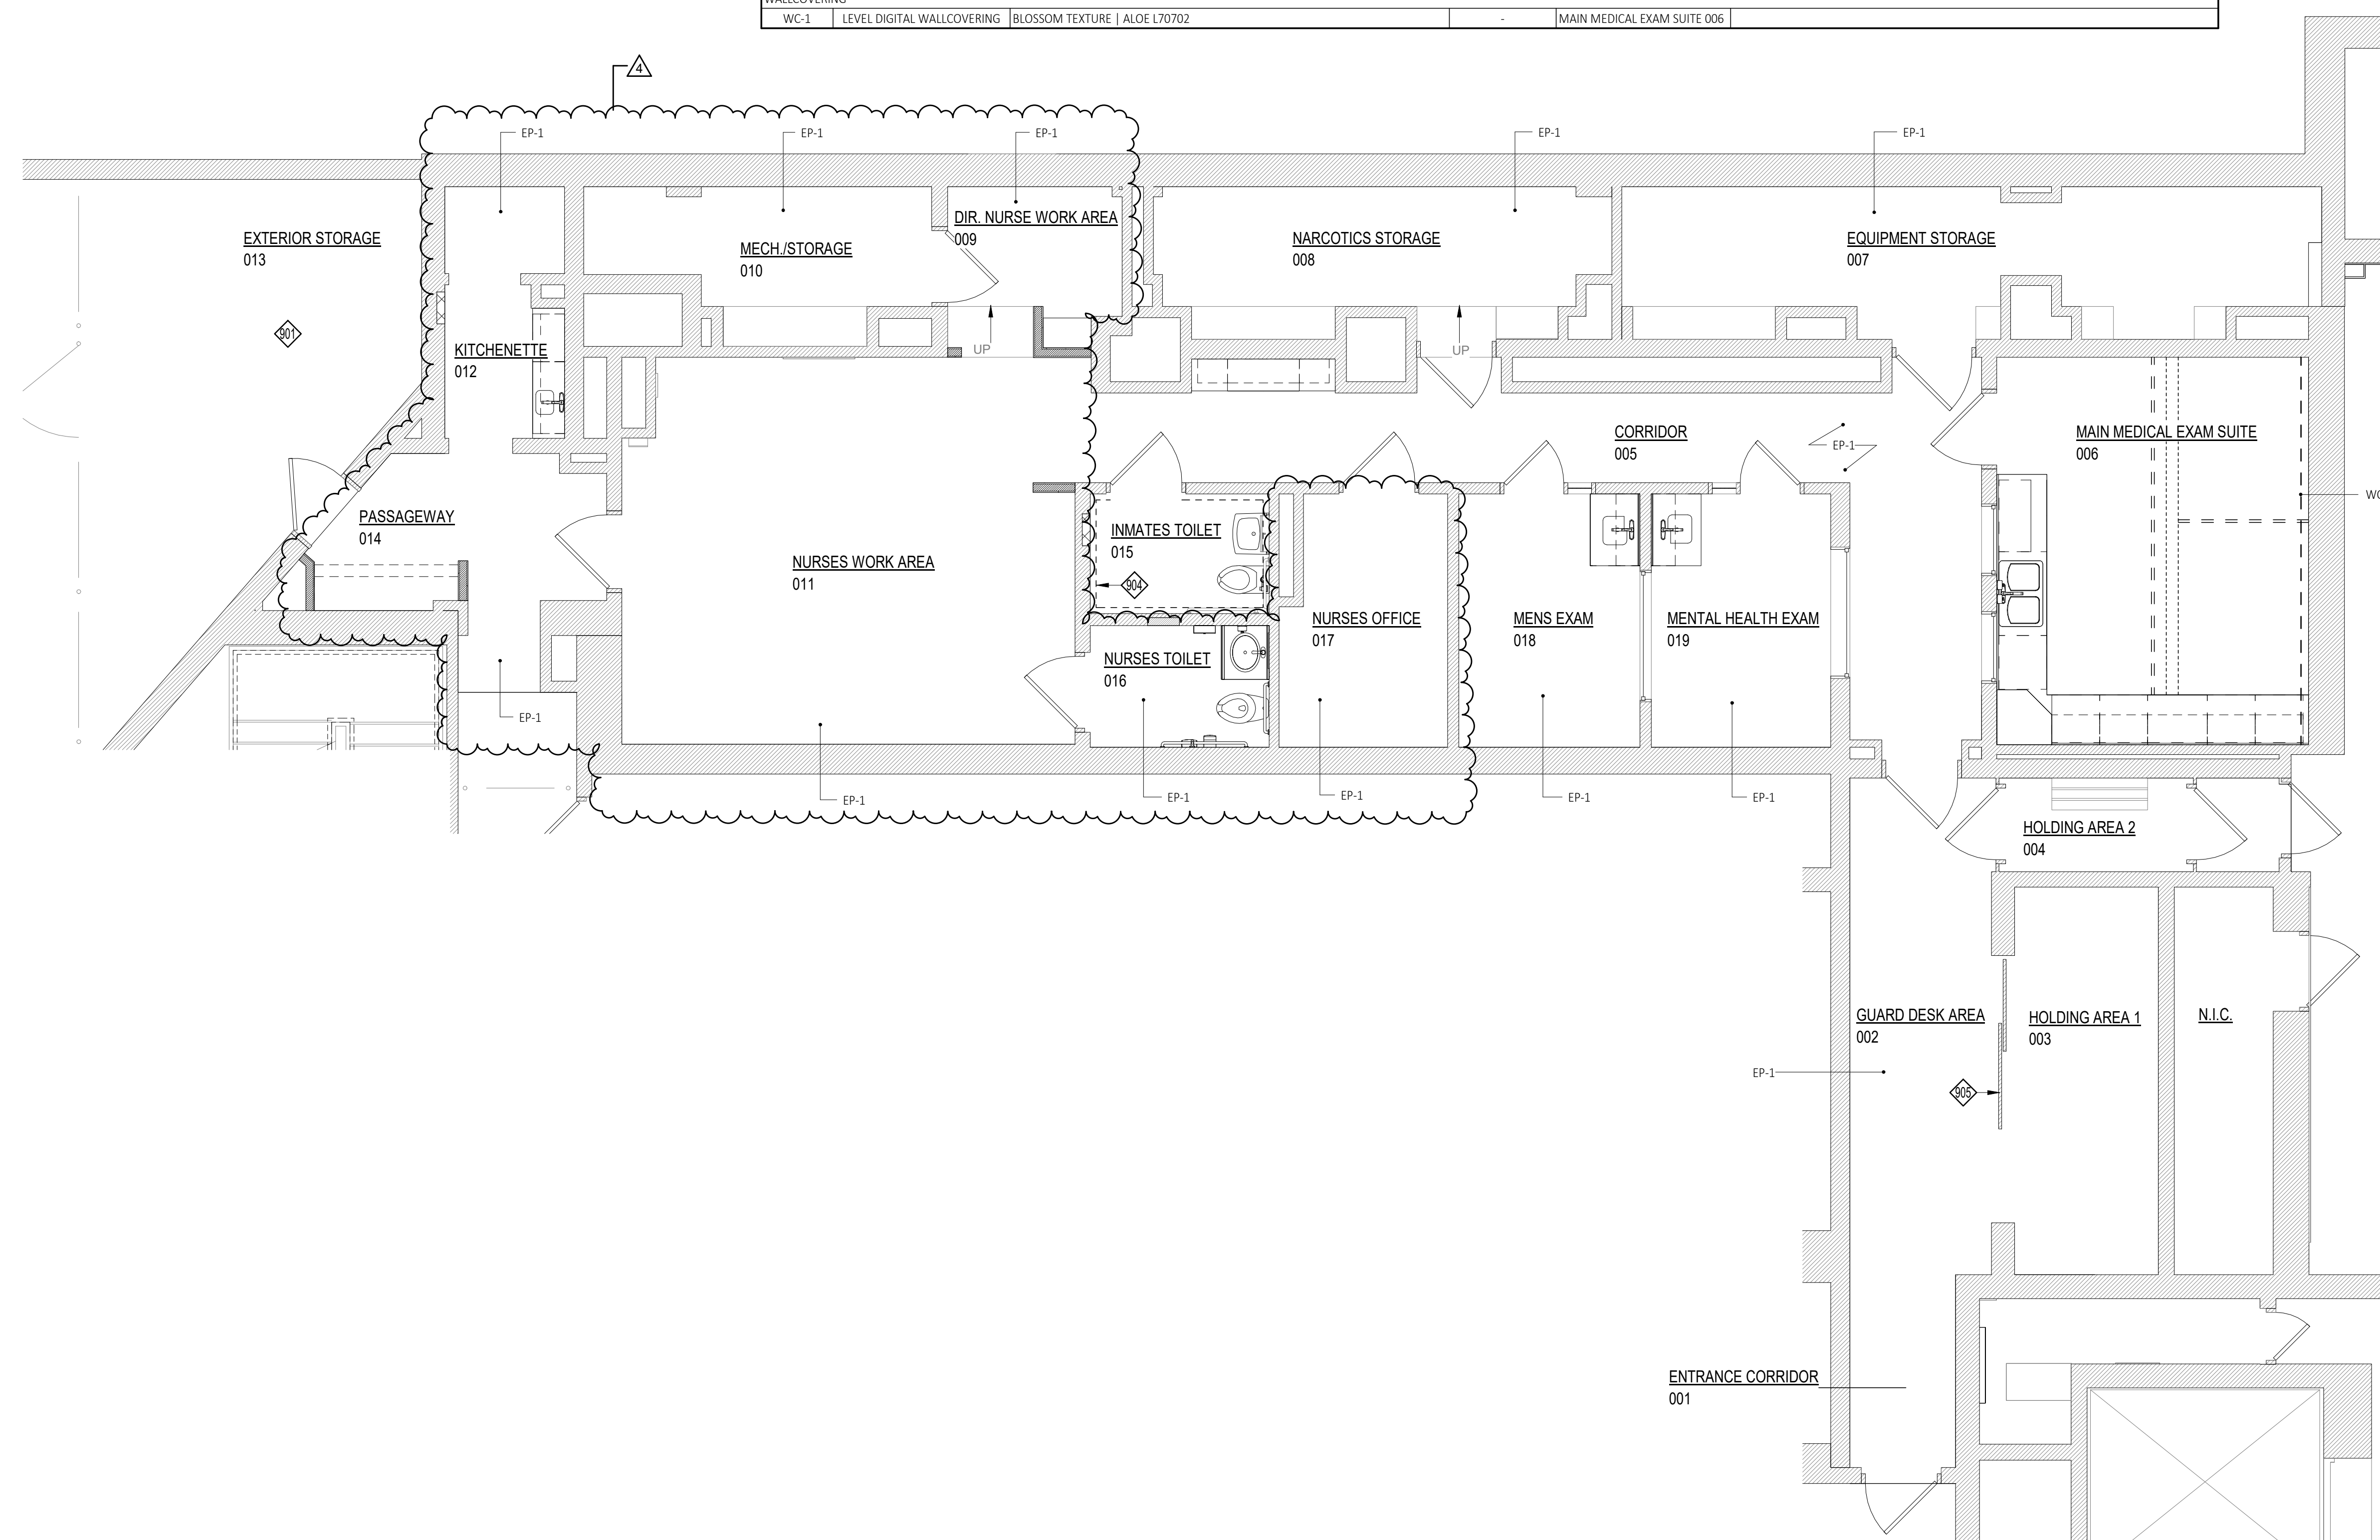 WALLCOVERING
WC-1 LEVEL DIGITAL WALLCOVERING BLOSSOM TEXTURE | ALOE L70702 - MAIN MEDICAL EXAM SUITE 006
4
EP-1 EP-1 EP-1 EP-1 EP-1
DIR. NURSE WORK AREA
009
EXTERIOR STORAGE
013
MECH./STORAGE
010
NARCOTICS STORAGE
008
EQUIPMENT STORAGE
007
901
KITCHENETTE
012
UP
UP
CORRIDOR
005
EP-1
MAIN MEDICAL EXAM SUITE
006
PASSAGEWAY
014
INMATES TOILET
015
904
NURSES WORK AREA
011
NURSES OFFICE
017
MENS EXAM
018
MENTAL HEALTH EXAM
019
NURSES TOILET
016
EP-1
EP-1 EP-1 EP-1 EP-1 EP-1
HOLDING AREA 2
004
GUARD DESK AREA
002
HOLDING AREA 1
003
N.I.C.
EP-1
905
ENTRANCE CORRIDOR
001